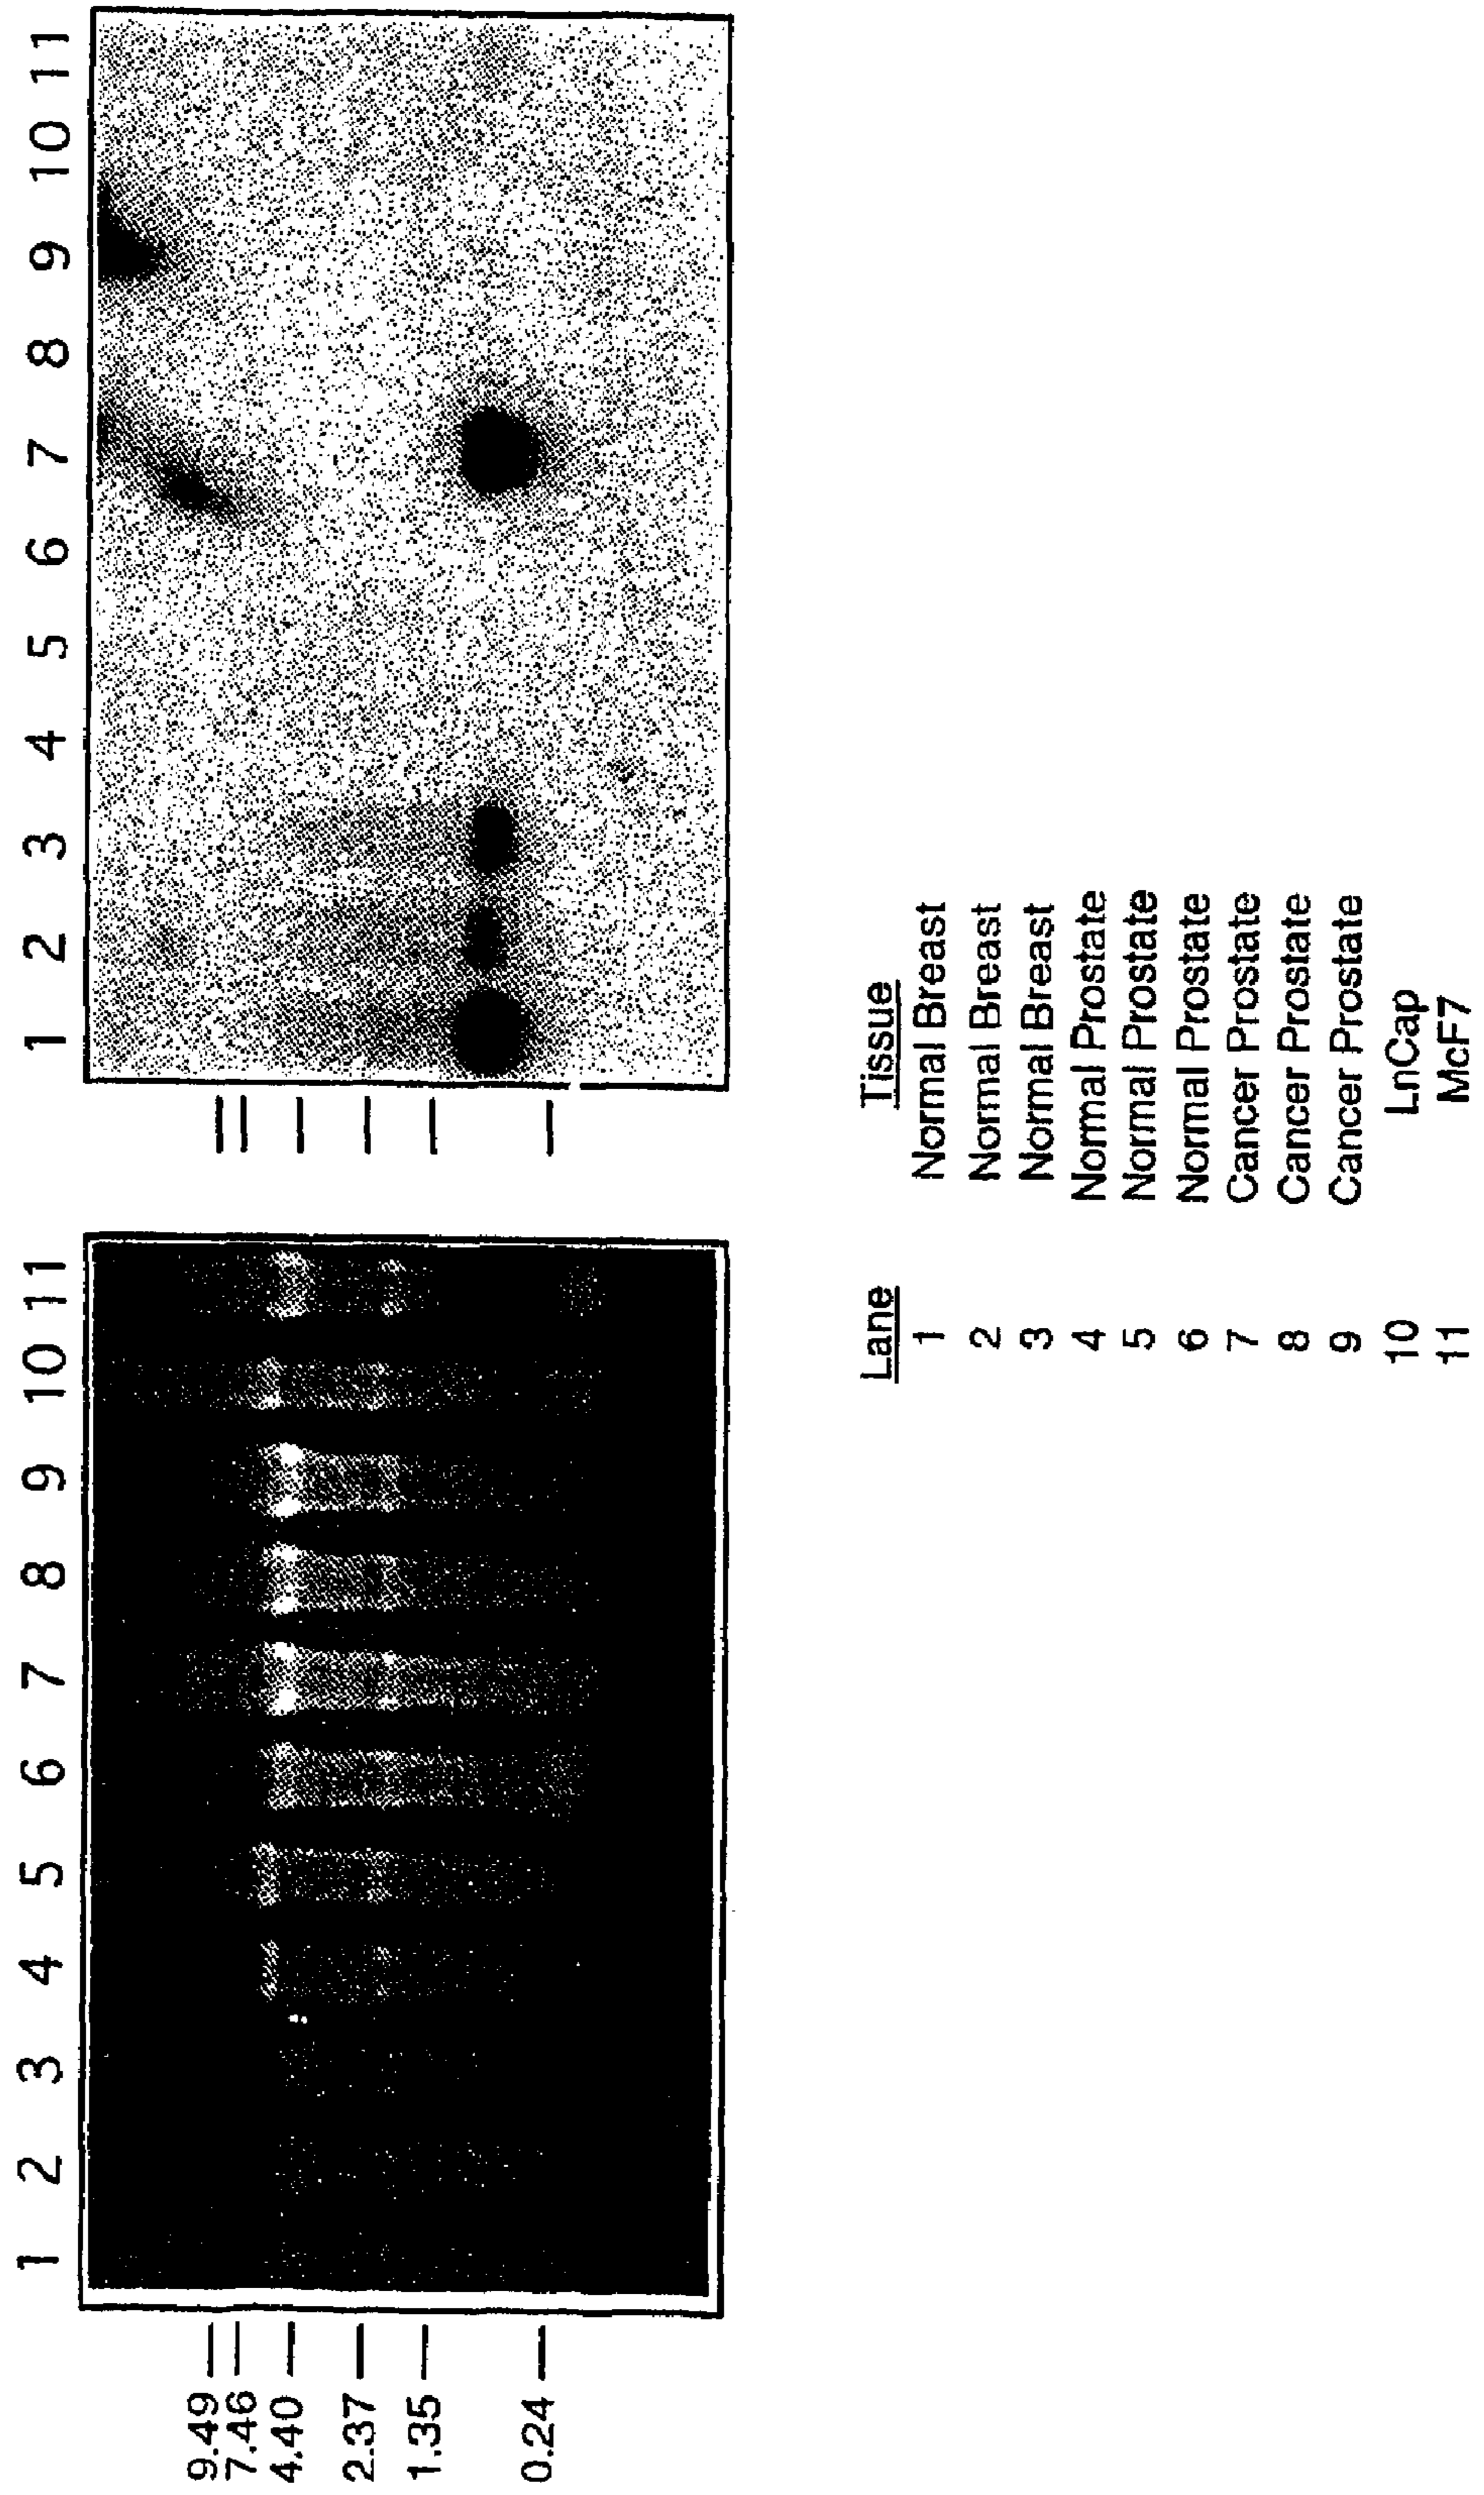 1 2 3 4 5 6 7 8 9 10 11
9.49
7.46
4.40
2.37
1.35
0.24
1 2 3 4 5 6 7 8 9 10 11
Lane Tissue
1 Normal Breast
2 Normal Breast
3 Normal Breast
4 Normal Prostate
5 Normal Prostate
6 Normal Prostate
7 Cancer Prostate
8 Cancer Prostate
9 Cancer Prostate
10 LnCap
11 McF7